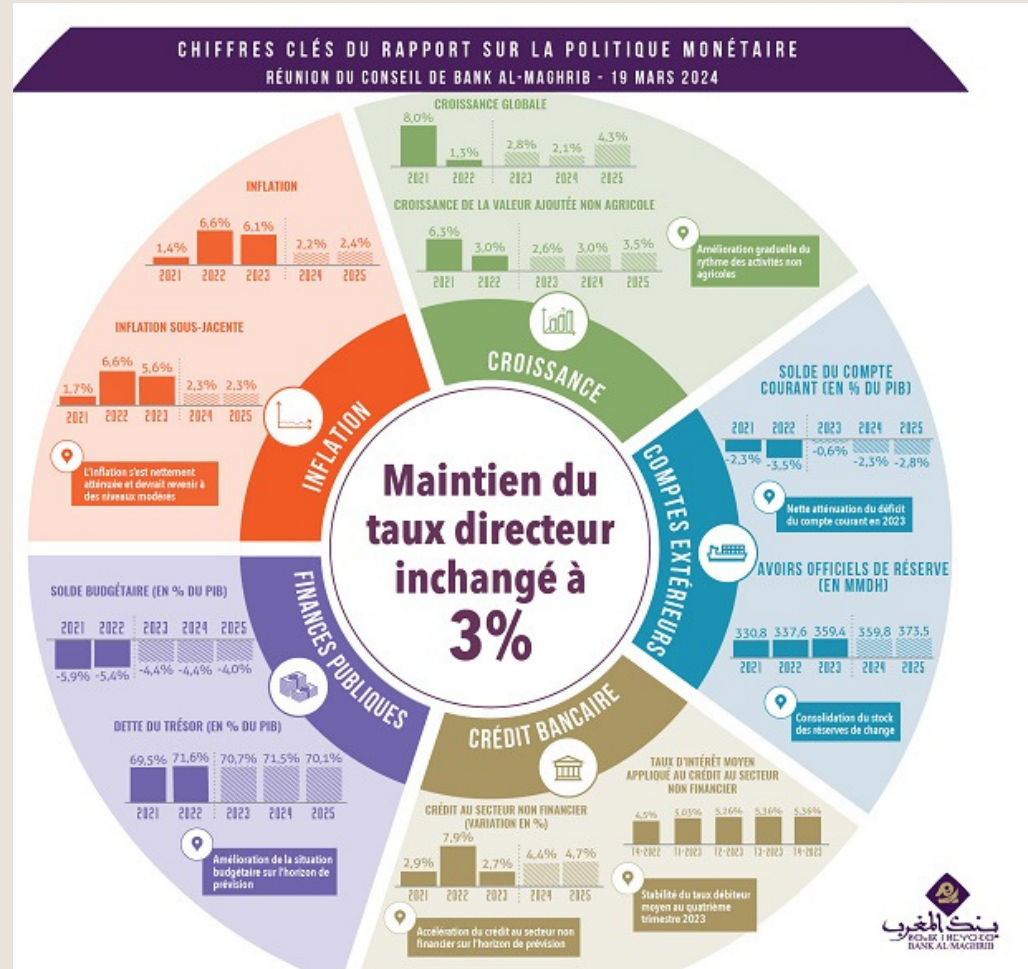 CHIFFRES CLÉS DU RAPPORT SUR LA POLITIQUE MONÉTAIRE
RÉUNION DU CONSEIL DE BANK AL-MAGHRIB - 19 MARS 2024
CROISSANCE GLOBALE
8,0% 1,3% 2,8% 2,1% 4,3%
2021 2022 2023 2024 2025
CROISSANCE DE LA VALEUR AJOUTÉE NON AGRICOLE
6,3% 3,0% 2,6% 3,0% 3,5%
2021 2022 2023 2024 2025
Amélioration graduelle du
rythme des activités non
agricoles
CROISSANCE
INFLATION
1,4% 6,6% 6,1% 2,2% 2,4%
2021 2022 2023 2024 2025
INFLATION SOUS-JACENTE
1,7% 6,6% 5,6% 2,3% 2,3%
2021 2022 2023 2024 2025
L'inflation s'est nettement
atténuée et devrait revenir à
des niveaux modérés
INFLATION
Maintien du
taux directeur
inchangé à
3%
SOLDE DU COMPTE
COURANT (EN % DU PIB)
2021 2022 2023 2024 2025
-2,3% -3,5% -0,6% -2,3% -2,8%
Nette atténuation du déficit
du compte courant en 2023
AVOIRS OFFICIELS DE RÉSERVE
(EN MMDH)
330,8 337,6 359,4 359,8 373,5
2021 2022 2023 2024 2025
Consolidation du stock
des réserves de change
COMPTES EXTÉRIEURS
SOLDE BUDGÉTAIRE (EN % DU PIB)
2021 2022 2023 2024 2025
-5,9% -5,4% -4,4% -4,4% -4,0%
DETTE DU TRÉSOR (EN % DU PIB)
69,5% 71,6% 70,7% 71,5% 70,1%
2021 2022 2023 2024 2025
Amélioration de la situation
budgétaire sur l'horizon de
prévision
FINANCES PUBLIQUES
CRÉDIT BANCAIRE
CRÉDIT AU SECTEUR NON FINANCIER
(VARIATION EN %)
2,9% 7,9% 2,7% 4,4% 4,7%
2021 2022 2023 2024 2025
Accélération du crédit au secteur non
financier sur l'horizon de prévision
TAUX D'INTÉRÊT MOYEN
APPLIQUÉ AU CRÉDIT AU SECTEUR
NON FINANCIER
4,5% 5,03% 5,26% 5,36% 5,36%
T4-2022 T1-2023 T2-2023 T3-2023 T4-2023
Stabilité du taux débiteur
moyen au quatrième
trimestre 2023
بنك المغرب
BANK AL-MAGHRIB